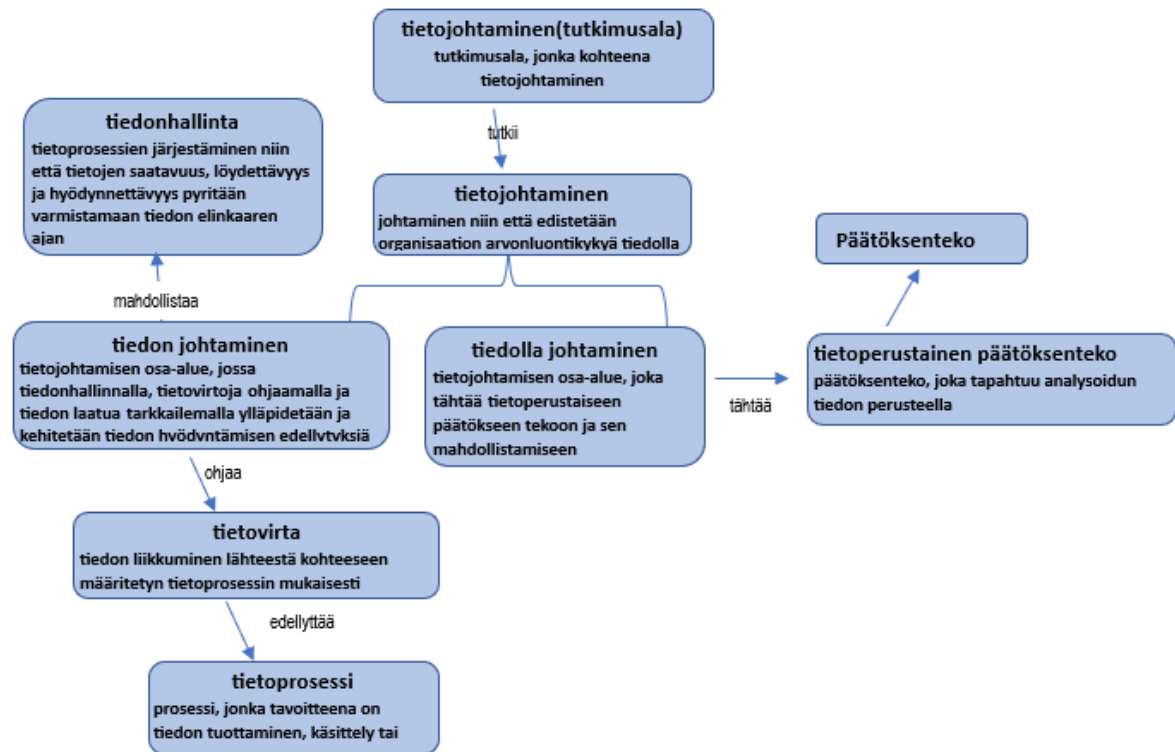 tietojohtaminen(tutkimusala)
tutkimusala, jonka kohteena
tietojohtaminen
tutkii
tiedonhallinta
tietoprosessien järjestäminen niin
että tietojen saatavuus, löydettävyys
ja hyödynnettävyys pyritään
varmistamaan tiedon elinkaaren
ajan
tietojohtaminen
johtaminen niin että edistetään
organisaation arvonluontikykyä tiedolla
Päätöksenteko
mahdollistaa
tiedon johtaminen
tietojohtamisen osa-alue, jossa
tiedonhallinnalla, tietovirtoja ohjaamalla ja
tiedon laatua tarkkailemalla ylläpidetään ja
kehitetään tiedon hyödyntämisen edellytyksiä
tiedolla johtaminen
tietojohtamisen osa-alue, joka
tähtää tietoperustaiseen
päätökseen tekoon ja sen
mahdollistamiseen
tähtää
tietoperustainen päätöksenteko
päätöksenteko, joka tapahtuu analysoidun
tiedon perusteella
ohjaa
tietovirta
tiedon liikkuminen lähteestä kohteeseen
määritetyn tietoprosessin mukaisesti
edellyttää
tietoprosessi
prosessi, jonka tavoitteena on
tiedon tuottaminen, käsittely tai